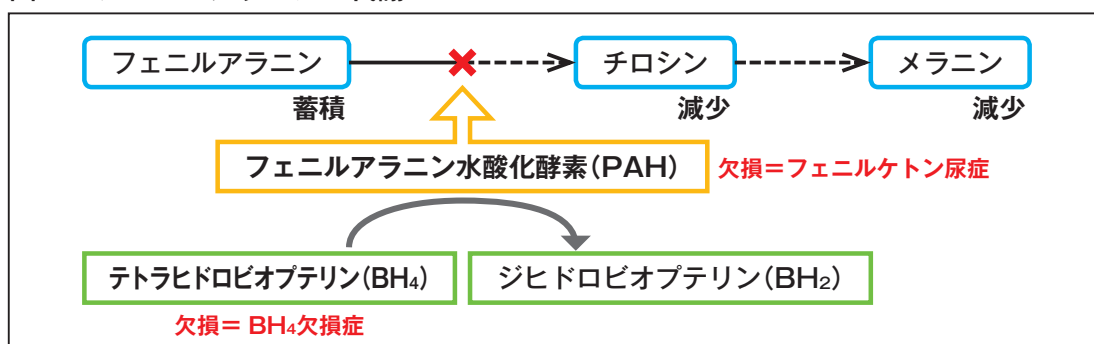 フェニルアラニン チロシン メラニン
蓄積 減少 減少
フェニルアラニン水酸化酵素(PAH) 欠損=フェニルケトン尿症
テトラヒドロビオプテリン(BH₄) ジヒドロビオプテリン(BH₂)
欠損= BH₄欠損症